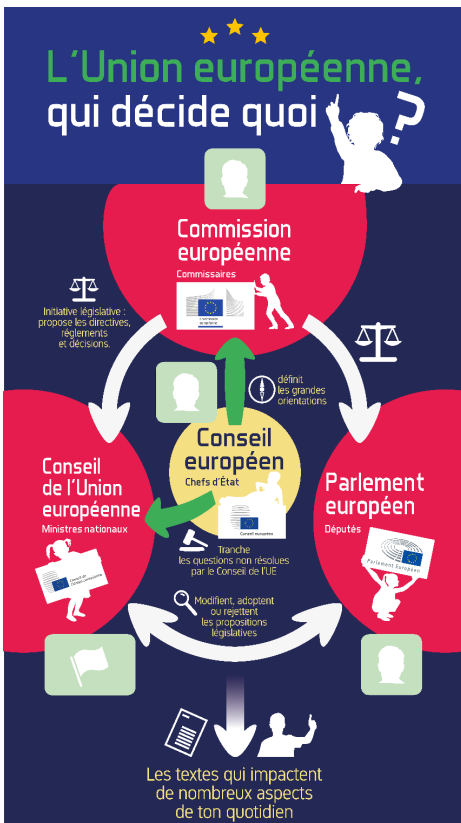 L'Union européenne,
qui décide quoi ?
Commission
européenne
Commissaires
Initiative législative :
propose les directives,
réglements
et décisions.
définit
les grandes
orientations
Conseil
européen
Chefs d'État
Conseil européen
Conseil
de l'Union
européenne
Ministres nationaux
Parlement
européen
Députés
Parlement Européen
Tranche
les questions non résolues
par le Conseil de l'UE
Modifient, adoptent
ou rejettent
les propositions
législatives
Les textes qui impactent
de nombreux aspects
de ton quotidien